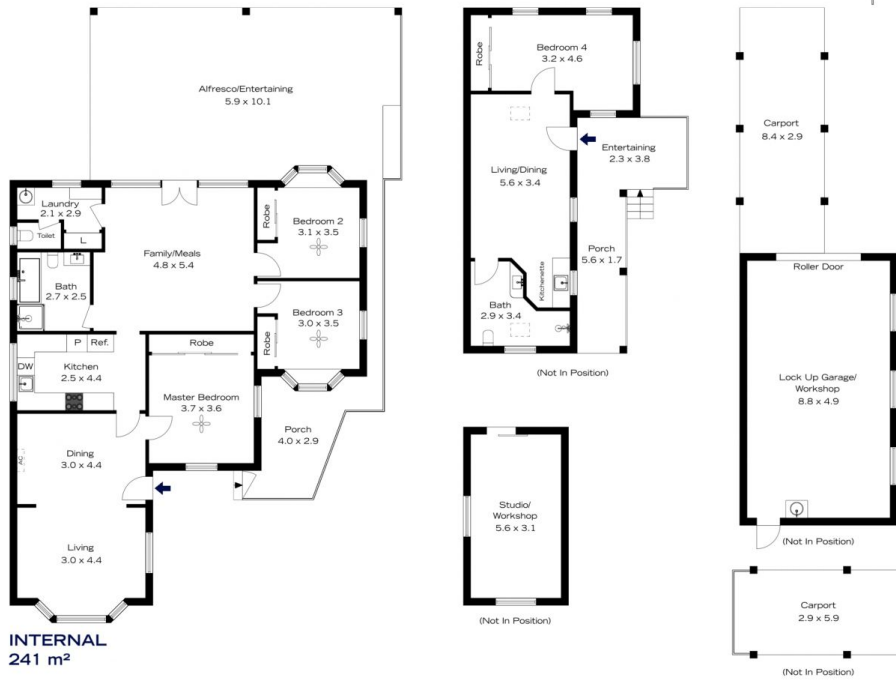 Alfresco/Entertaining
5.9 x 10.1
Laundry
2.1 x 2.9
Toilet
L
Family/Meals
4.8 x 5.4
Robe
Bedroom 2
3.1 x 3.5
Bath
2.7 x 2.5
Bedroom 3
3.0 x 3.5
Robe
P
Ref.
Robe
DW
Kitchen
2.5 x 4.4
Master Bedroom
3.7 x 3.6
Porch
4.0 x 2.9
AC
Dining
3.0 x 4.4
Living
3.0 x 4.4
INTERNAL
241 m²
Robe
Bedroom 4
3.2 x 4.6
Living/Dining
5.6 x 3.4
Entertaining
2.3 x 3.8
Porch
5.6 x 1.7
Kitchenette
Bath
2.9 x 3.4
(Not In Position)
Studio/
Workshop
5.6 x 3.1
(Not In Position)
Carport
8.4 x 2.9
Roller Door
Lock Up Garage/
Workshop
8.8 x 4.9
(Not In Position)
Carport
2.9 x 5.9
(Not In Position)